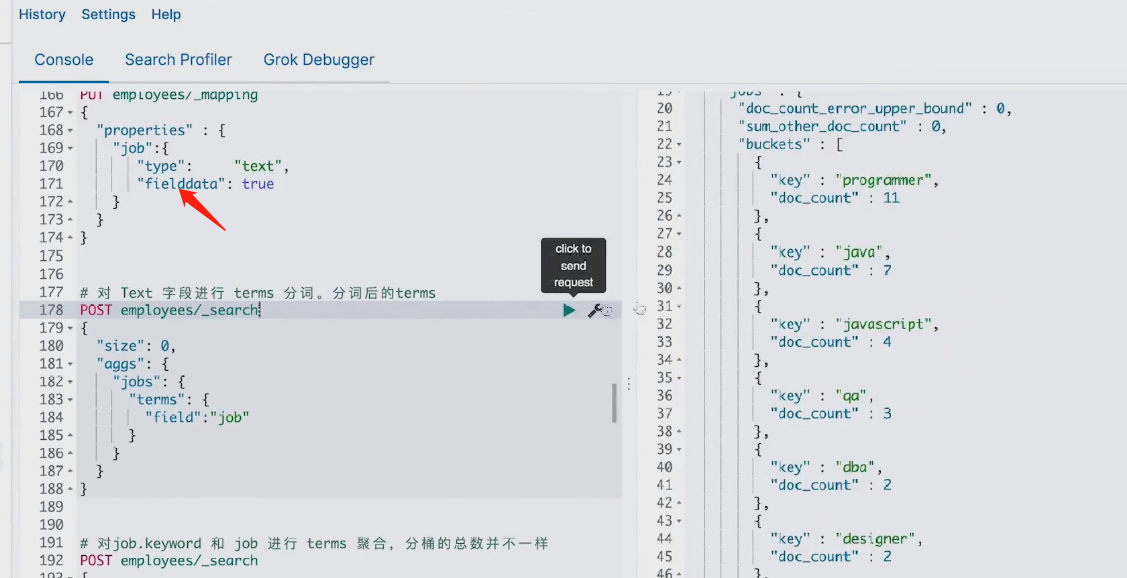 History Settings Help
Console Search Profiler Grok Debugger
166 PUT employees/_mapping
167 {
168 "properties" : {
169 "job":{
170 "type": "text",
171 "fielddata": true
172 }
173 }
174 }
175
176
177 # 对 Text 字段进行 terms 分词。分词后的terms
178 POST employees/_search
179 {
180 "size": 0,
181 "aggs": {
182 "jobs": {
183 "terms": {
184 "field":"job"
185 }
186 }
187 }
188 }
189
190
191 # 对job.keyword 和 job 进行 terms 聚合，分桶的总数并不一样
192 POST employees/_search
193 {
click to
send
request
19 "jobs" : {
20 "doc_count_error_upper_bound" : 0,
21 "sum_other_doc_count" : 0,
22 "buckets" : [
23 {
24 "key" : "programmer",
25 "doc_count" : 11
26 },
27 {
28 "key" : "java",
29 "doc_count" : 7
30 },
31 {
32 "key" : "javascript",
33 "doc_count" : 4
34 },
35 {
36 "key" : "qa",
37 "doc_count" : 3
38 },
39 {
40 "key" : "dba",
41 "doc_count" : 2
42 },
43 {
44 "key" : "designer",
45 "doc_count" : 2
46 },